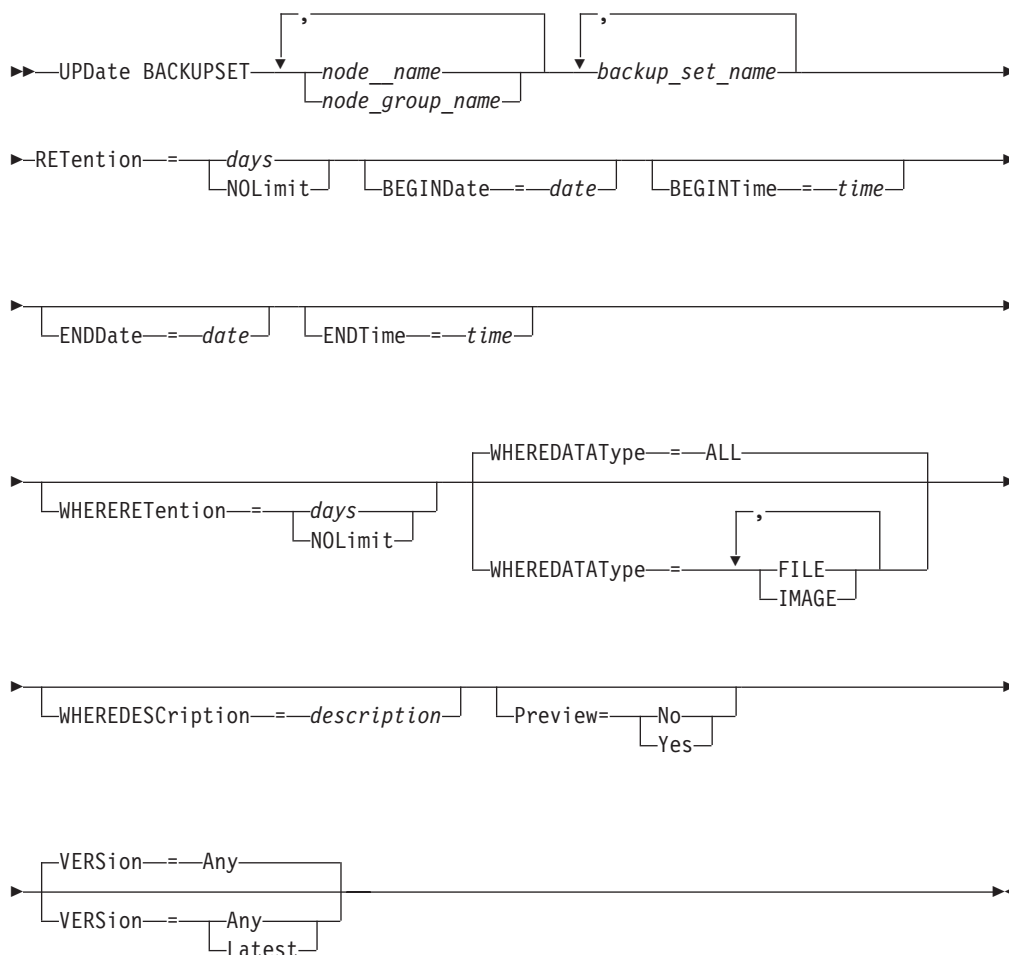 , ,
UPDate BACKUPSET node__name backup_set_name
node_group_name
RETention = days BEGINDate = date BEGINTime = time
NOLimit
ENDDate = date ENDTime = time
WHEREDATAType = ALL
WHERERETention = days
NOLimit
,
WHEREDATAType = FILE
IMAGE
WHEREDESCription = description Preview= No
Yes
VERSion = Any
VERSion = Any
Latest